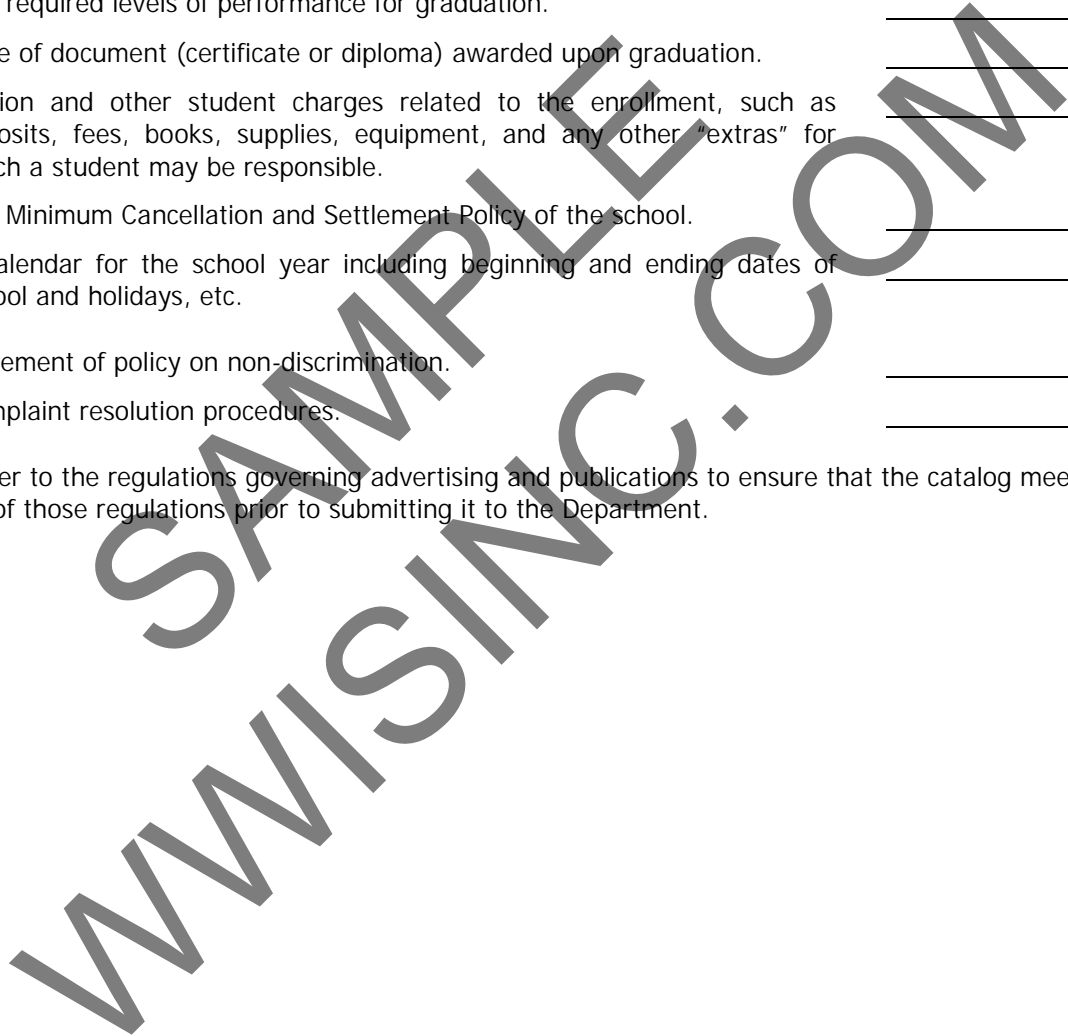 required levels of performance for graduation.
e of document (certificate or diploma) awarded upon graduation.
ion and other student charges related to the enrollment, such as
osits, fees, books, supplies, equipment, and any other “extras” for
ch a student may be responsible.
Minimum Cancellation and Settlement Policy of the school.
alendar for the school year including beginning and ending dates of
ool and holidays, etc.
ement of policy on non-discrimination.
nplaint resolution procedures.
er to the regulations governing advertising and publications to ensure that the catalog mee
of those regulations prior to submitting it to the Department.
SAMPLE
WWISINC.COM